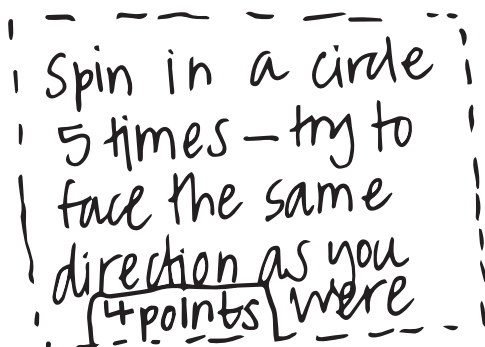 Spin in a circle
5 times – try to
face the same
direction as you
were
4 points